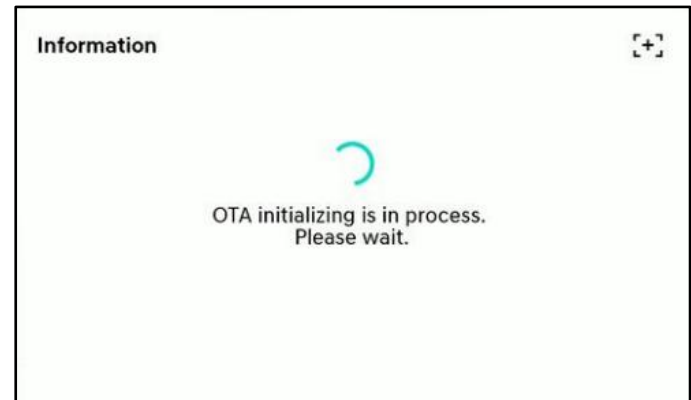 Information
OTA initializing is in process.
Please wait.